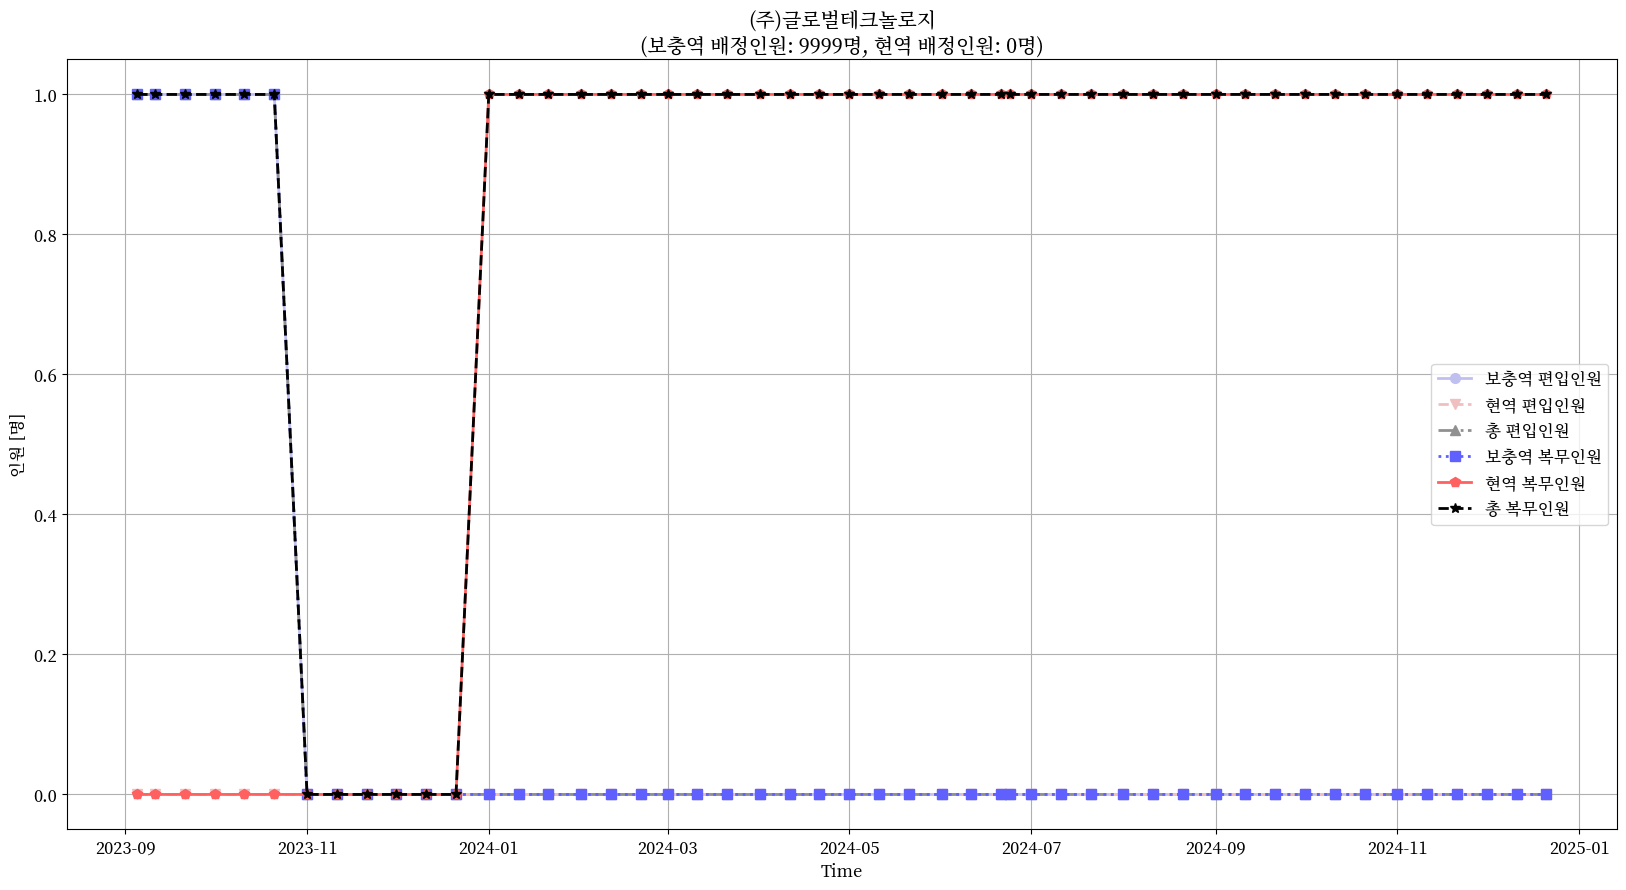 (주)글로벌테크놀로지
(보충역 배정인원: 9999명, 현역 배정인원: 0명)
인원 [명]
1.0
0.8
0.6
0.4
0.2
0.0
보충역 편입인원
현역 편입인원
총 편입인원
보충역 복무인원
현역 복무인원
총 복무인원
2023-09 2023-11 2024-01 2024-03 2024-05 2024-07 2024-09 2024-11 2025-01
Time